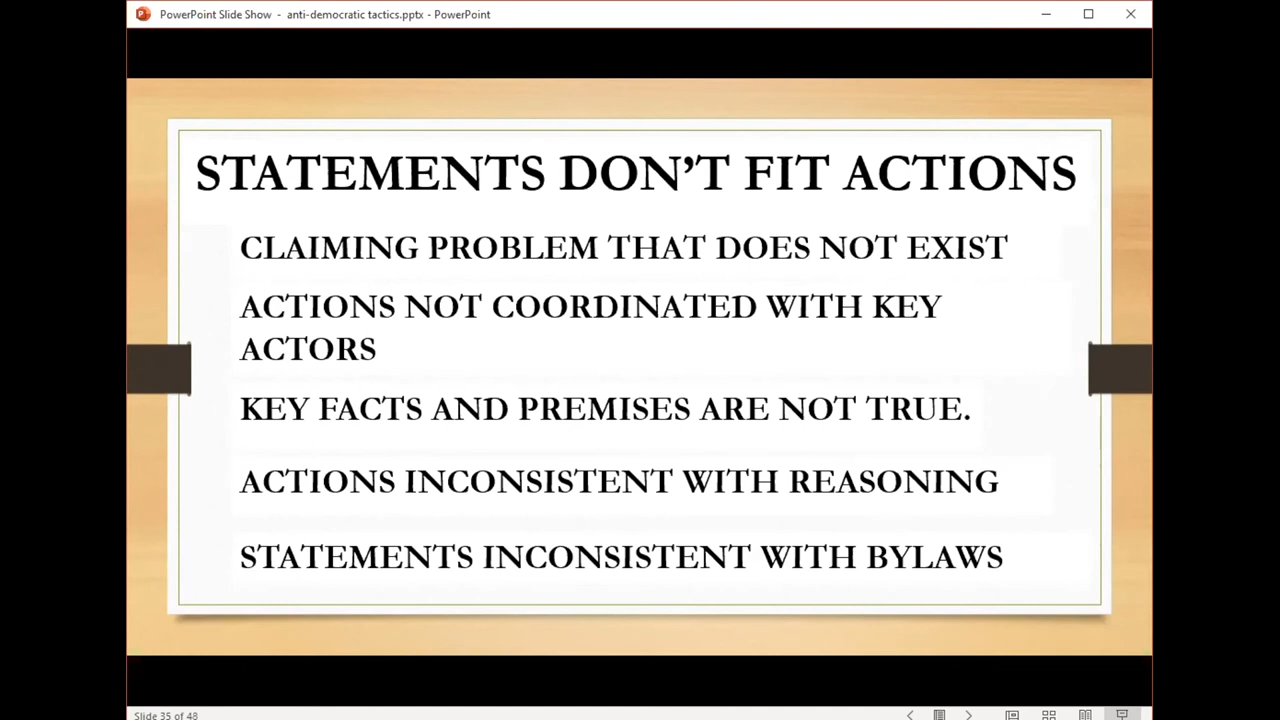 PowerPoint Slide Show - anti-democratic tactics.pptx - PowerPoint
STATEMENTS DON'T FIT ACTIONS
CLAIMING PROBLEM THAT DOES NOT EXIST
ACTIONS NOT COORDINATED WITH KEY
ACTORS
KEY FACTS AND PREMISES ARE NOT TRUE.
ACTIONS INCONSISTENT WITH REASONING
STATEMENTS INCONSISTENT WITH BYLAWS
Slide 35 of 48